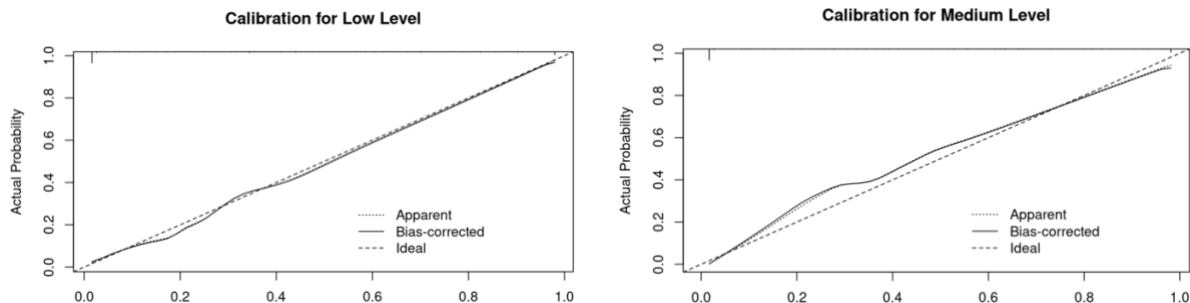 Calibration for Low Level
Actual Probability
1.0
0.8
0.6
0.4
0.2
0.0
Apparent
Bias-corrected
Ideal
0.0 0.2 0.4 0.6 0.8 1.0
Calibration for Medium Level
Actual Probability
1.0
0.8
0.6
0.4
0.2
0.0
Apparent
Bias-corrected
Ideal
0.0 0.2 0.4 0.6 0.8 1.0